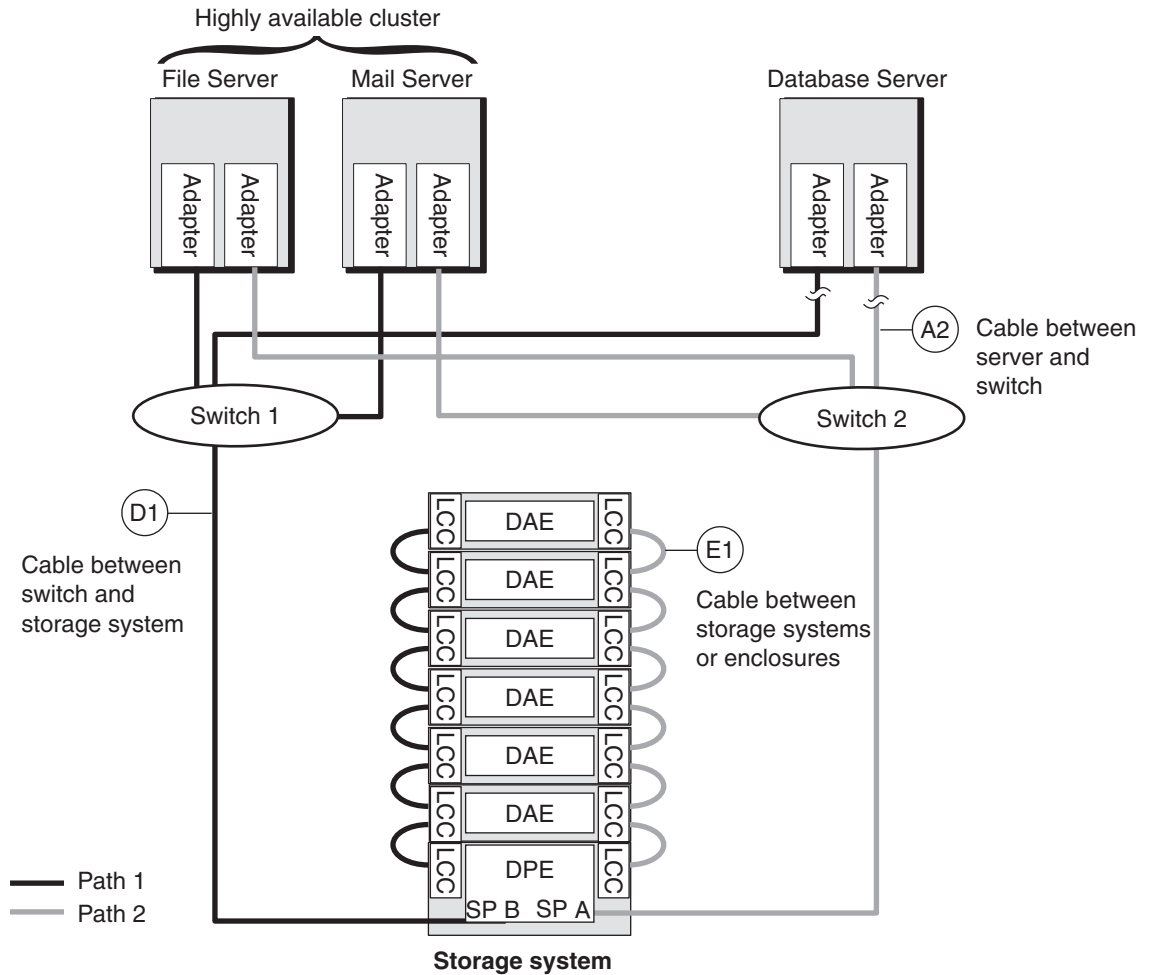 Highly available cluster
File Server
Mail Server
Database Server
Adapter
Adapter
Adapter
Adapter
Adapter
Adapter
A2
Cable between
server and
switch
Switch 1
Switch 2
D1
Cable between
switch and
storage system
E1
Cable between
storage systems
or enclosures
LCC DAE LCC
LCC DAE LCC
LCC DAE LCC
LCC DAE LCC
LCC DAE LCC
LCC DAE LCC
LCC DPE LCC
SP B SP A
Path 1
Path 2
Storage system